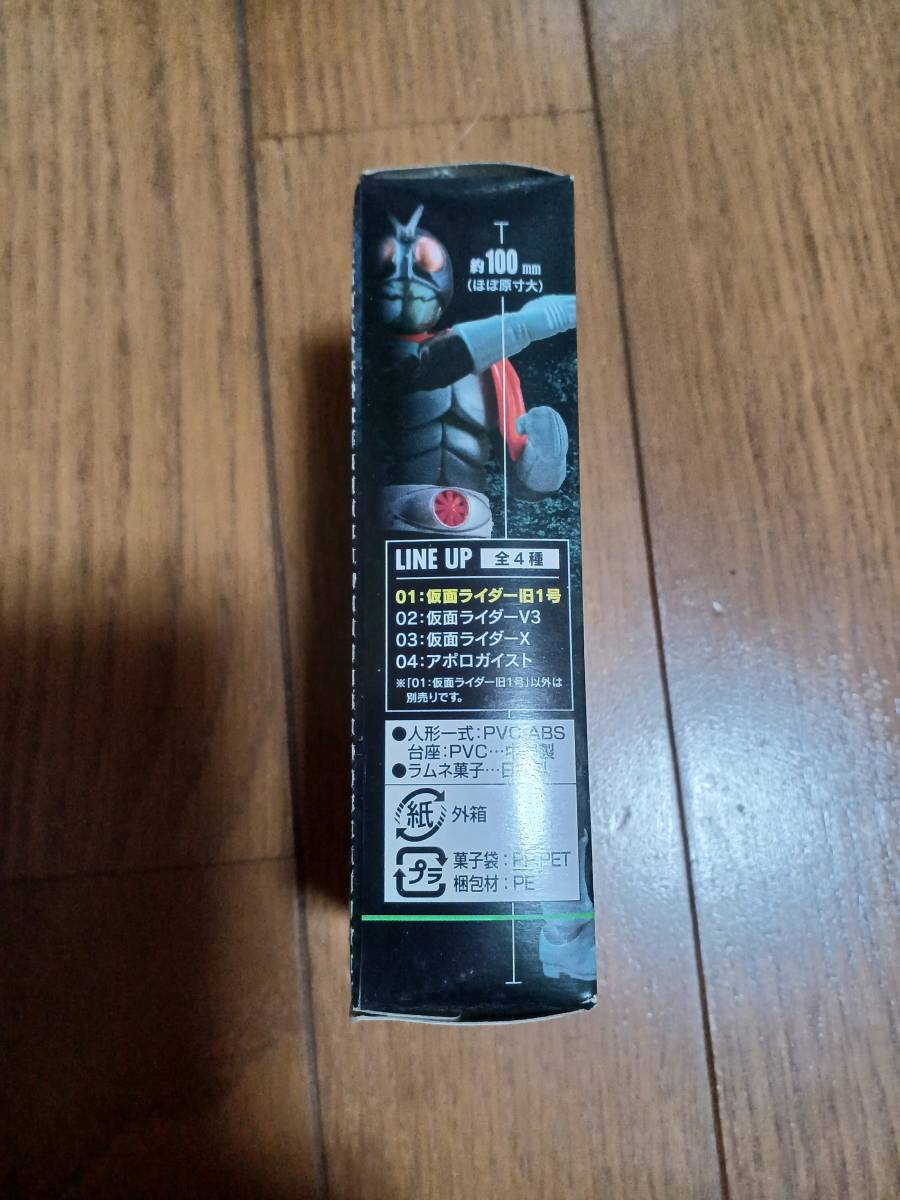 約100mm
(ほぼ原寸大)
LINE UP 全4種
01:仮面ライダー旧1号
02:仮面ライダーV3
03:仮面ライダーX
04:アポロガイスト
※「01:仮面ライダー旧1号」以外は
別売りです。
●人形一式:PVC ABS
台座:PVC…中 製
●ラムネ菓子…日
紙 外箱
プラ 菓子袋: PET
梱包材:PE